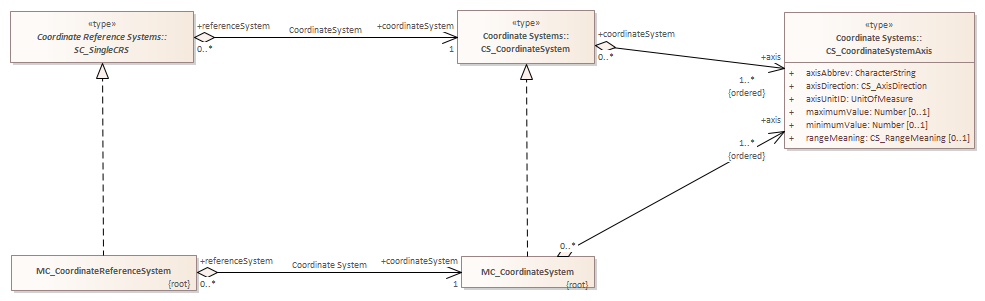 «type»
Coordinate Reference Systems::
SC_SingleCRS
+referenceSystem
0..*
CoordinateSystem
+coordinateSystem
1
«type»
Coordinate Systems::
CS_CoordinateSystem
+coordinateSystem
0..*
+axis
1..*
{ordered}
«type»
Coordinate Systems::
CS_CoordinateSystemAxis
+ axisAbbrev: CharacterString
+ axisDirection: CS_AxisDirection
+ axisUnitID: UnitOfMeasure
+ maximumValue: Number [0..1]
+ minimumValue: Number [0..1]
+ rangeMeaning: CS_RangeMeaning [0..1]
+axis
1..*
{ordered}
0..*
MC_CoordinateReferenceSystem
{root}
+referenceSystem
0..*
Coordinate System
+coordinateSystem
1
MC_CoordinateSystem
{root}